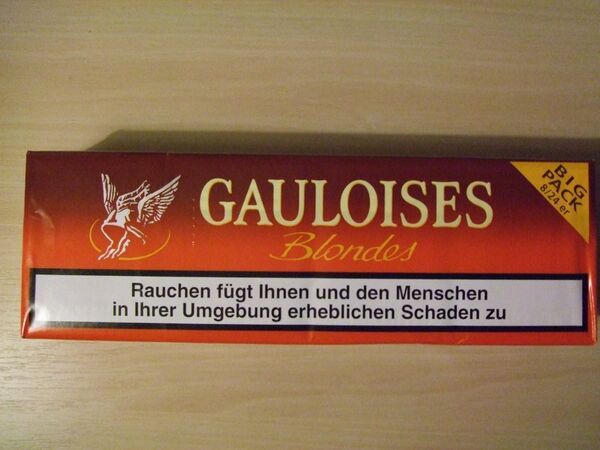 GAULOISES
Blondes
BIG
PACK
8/24 er
Rauchen fügt Ihnen und den Menschen
in Ihrer Umgebung erheblichen Schaden zu